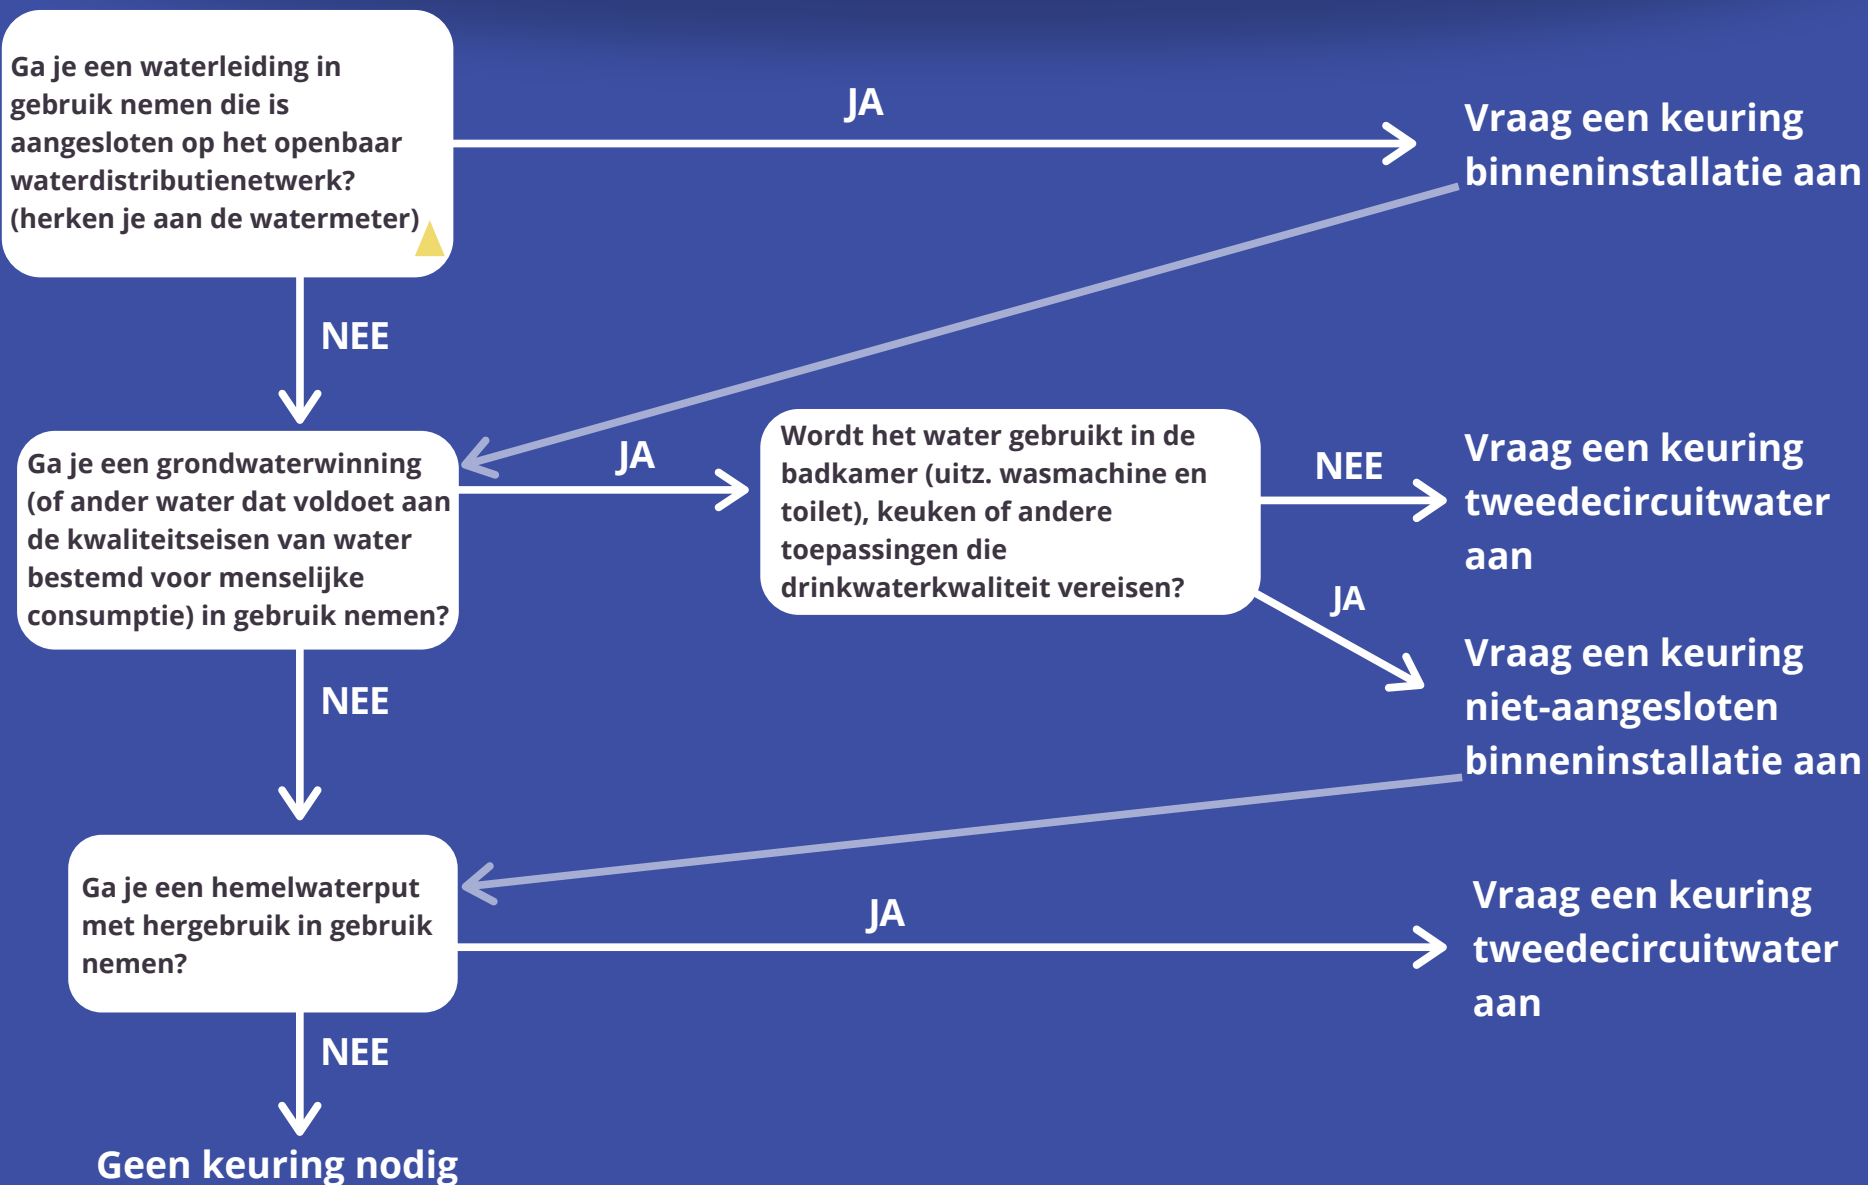 Ga je een waterleiding in
gebruik nemen die is
aangesloten op het openbaar
waterdistributienetwerk?
(herken je aan de watermeter)
JA
Vraag een keuring
binneninstallatie aan
NEE
Ga je een grondwaterwinning
(of ander water dat voldoet aan
de kwaliteitseisen van water
bestemd voor menselijke
consumptie) in gebruik nemen?
JA
Wordt het water gebruikt in de
badkamer (uitz. wasmachine en
toilet), keuken of andere
toepassingen die
drinkwaterkwaliteit vereisen?
NEE
Vraag een keuring
tweedecircuitwater
aan
JA
Vraag een keuring
niet-aangesloten
binneninstallatie aan
NEE
Ga je een hemelwaterput
met hergebruik in gebruik
nemen?
JA
Vraag een keuring
tweedecircuitwater
aan
NEE
Geen keuring nodig